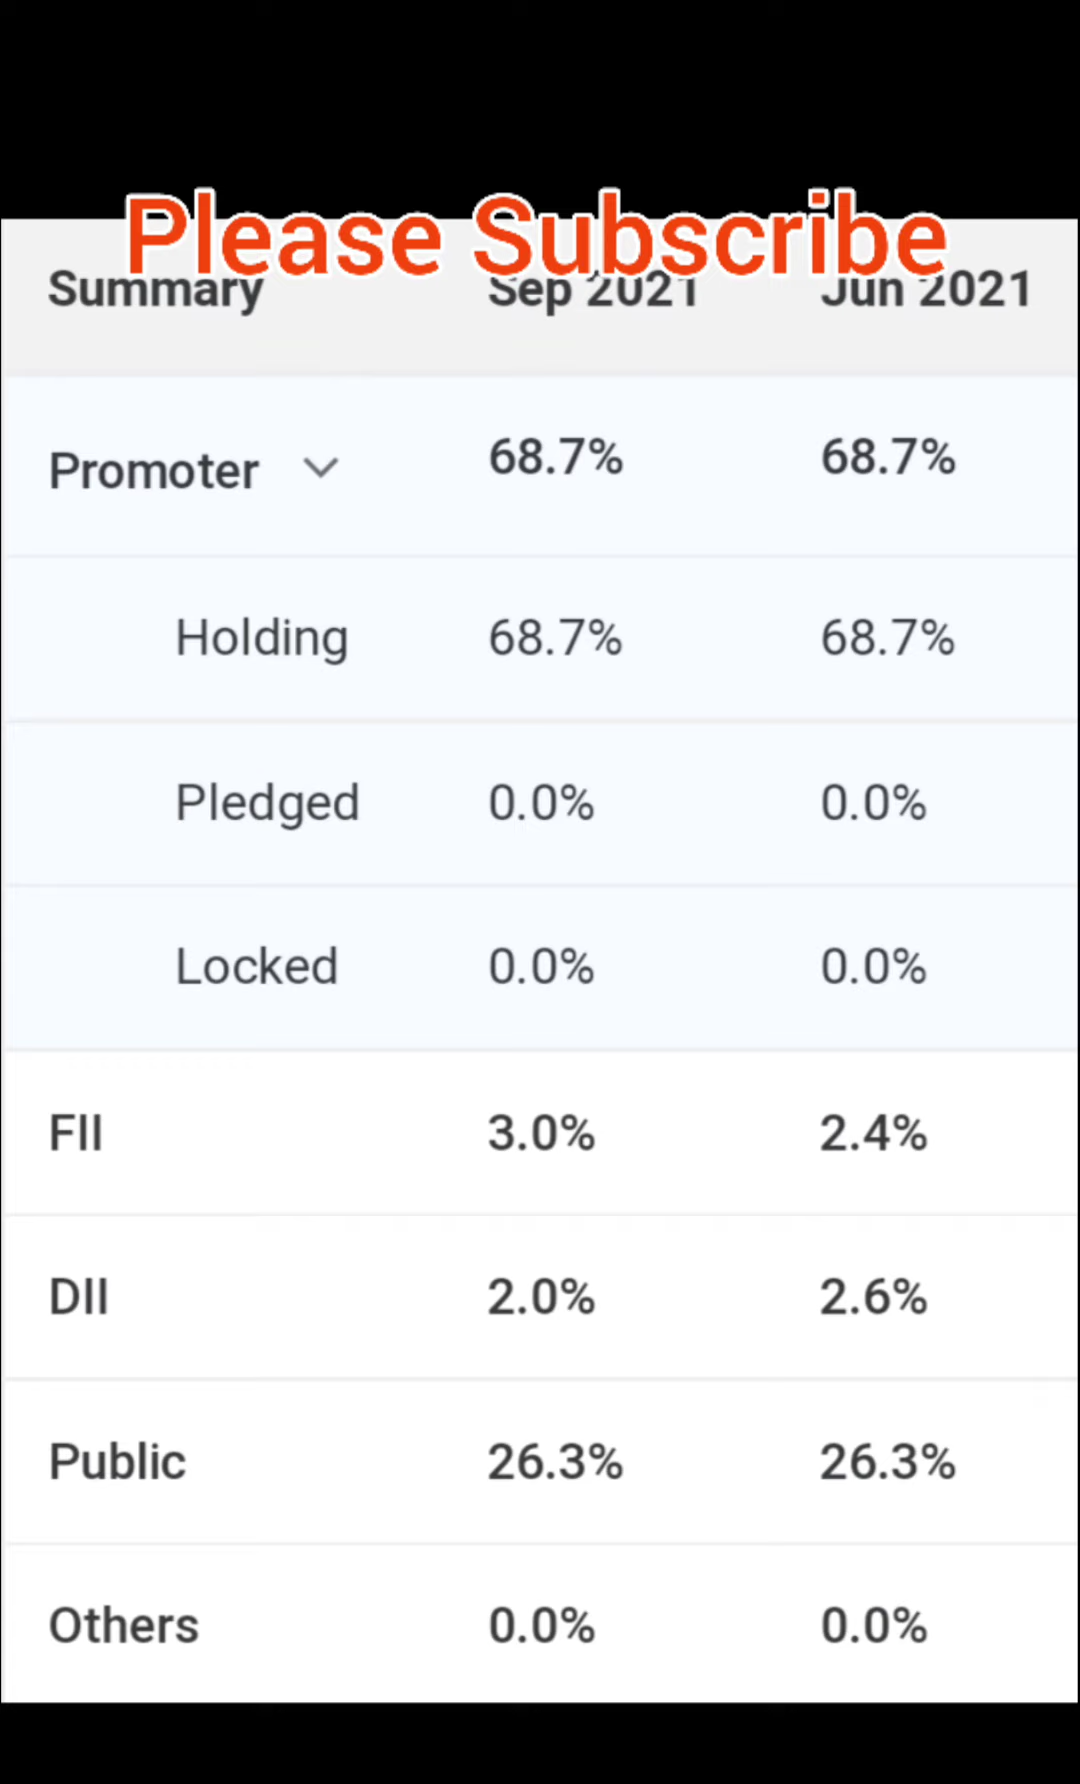 Please Subscribe
Summary Sep 2021 Jun 2021
Promoter 68.7% 68.7%
Holding 68.7% 68.7%
Pledged 0.0% 0.0%
Locked 0.0% 0.0%
FII 3.0% 2.4%
DII 2.0% 2.6%
Public 26.3% 26.3%
Others 0.0% 0.0%